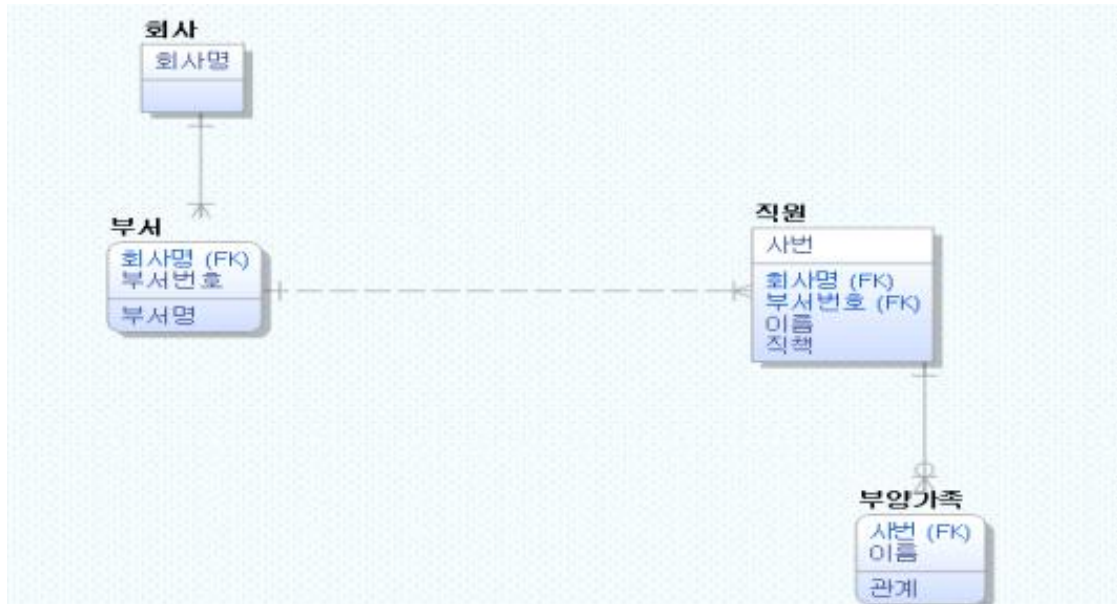 회사
회사명
부서
회사명 (FK)
부서번호
부서명
직원
사번
회사명 (FK)
부서번호 (FK)
이름
직책
부양가족
사번 (FK)
이름
관계